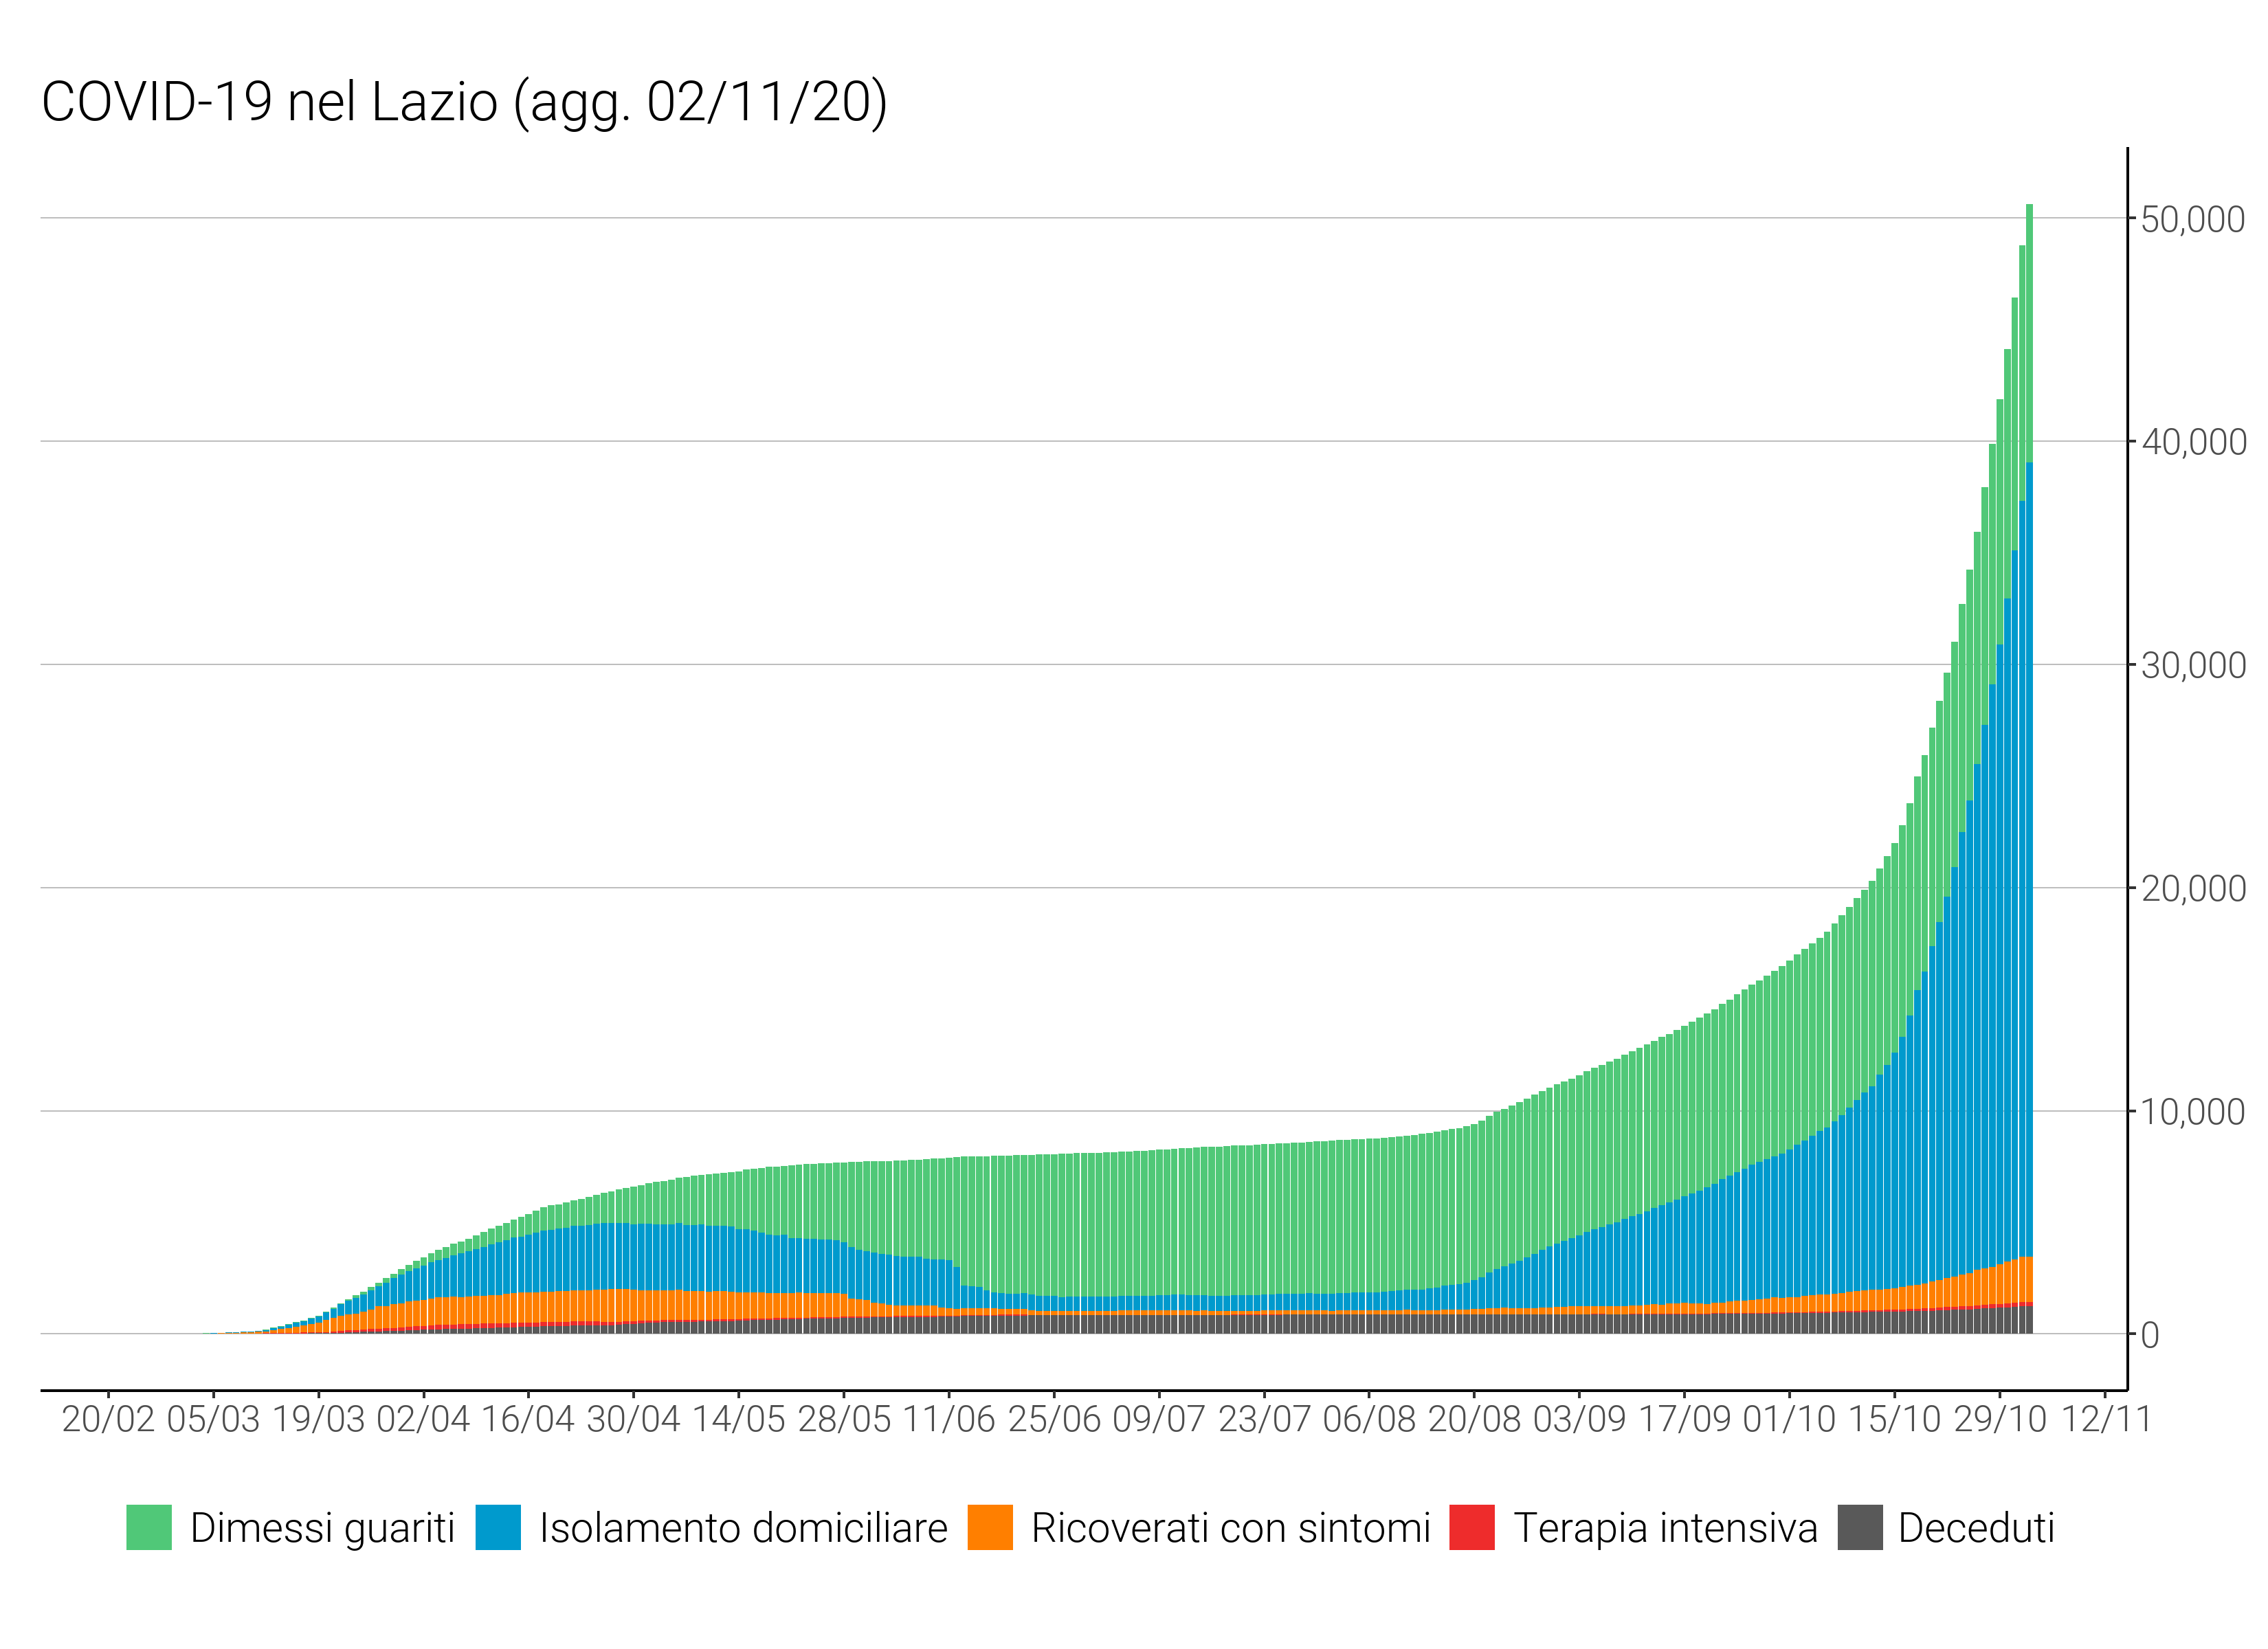 COVID-19 nel Lazio (agg. 02/11/20)
50,000
40,000
30,000
20,000
10,000
0
20/02 05/03 19/03 02/04 16/04 30/04 14/05 28/05 11/06 25/06 09/07 23/07 06/08 20/08 03/09 17/09 01/10 15/10 29/10 12/11
Dimessi guariti Isolamento domiciliare Ricoverati con sintomi Terapia intensiva Deceduti